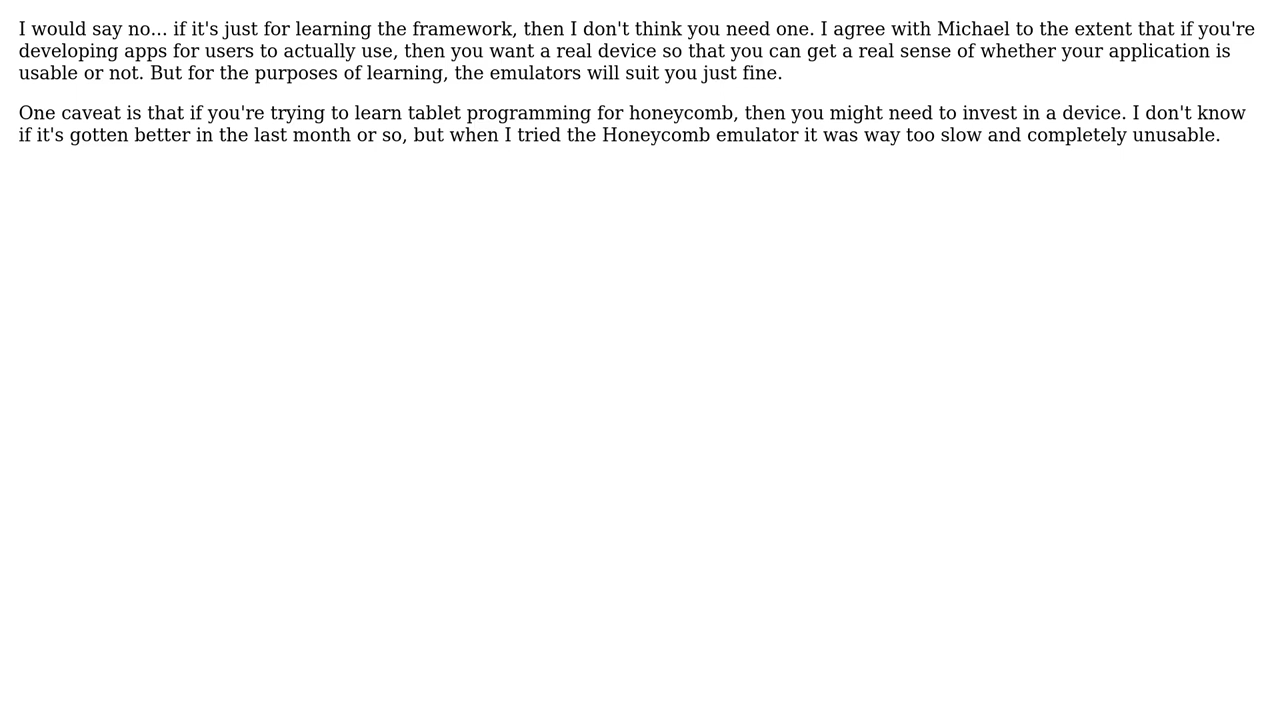 I would say no... if it's just for learning the framework, then I don't think you need one. I agree with Michael to the extent that if you're
developing apps for users to actually use, then you want a real device so that you can get a real sense of whether your application is
usable or not. But for the purposes of learning, the emulators will suit you just fine.
One caveat is that if you're trying to learn tablet programming for honeycomb, then you might need to invest in a device. I don't know
if it's gotten better in the last month or so, but when I tried the Honeycomb emulator it was way too slow and completely unusable.